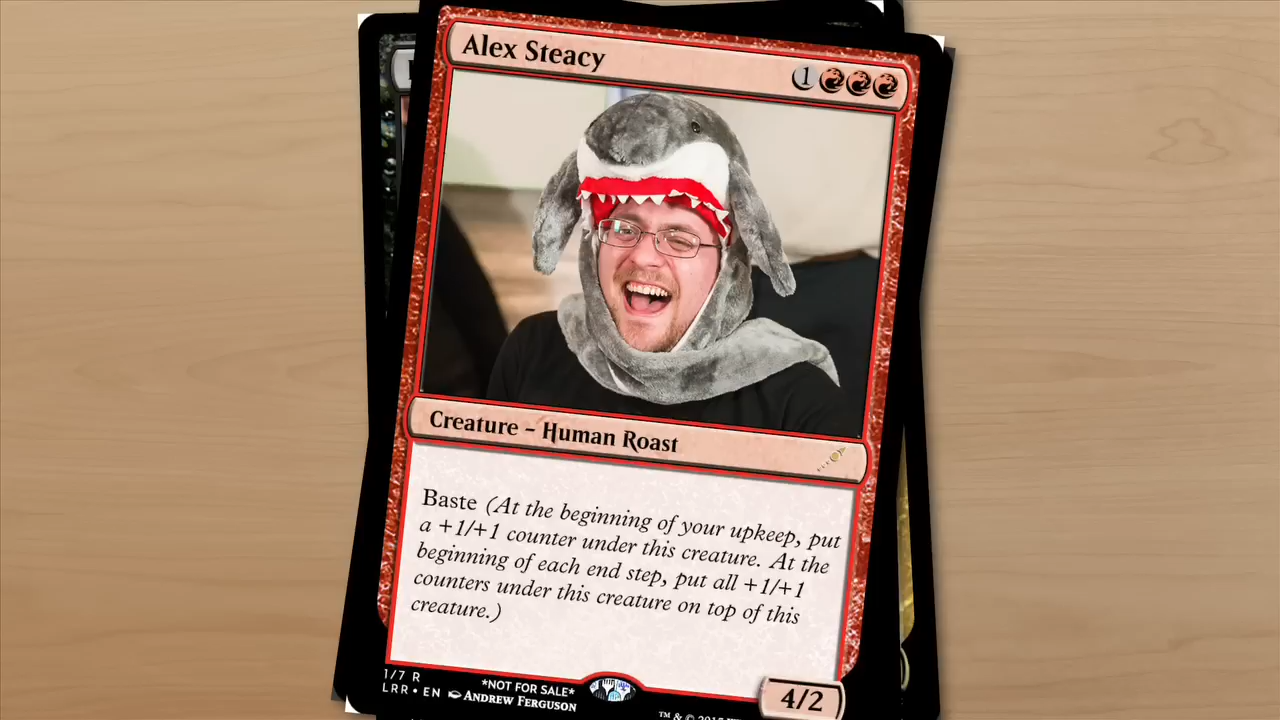 Alex Steacy
1
Creature – Human Roast
Baste (At the beginning of your upkeep, put
a +1/+1 counter under this creature. At the
beginning of each end step, put all +1/+1
counters under this creature on top of this
creature.)
4/2
1/7 R
LRR • EN ANDREW FERGUSON
*NOT FOR SALE*
™ & ©